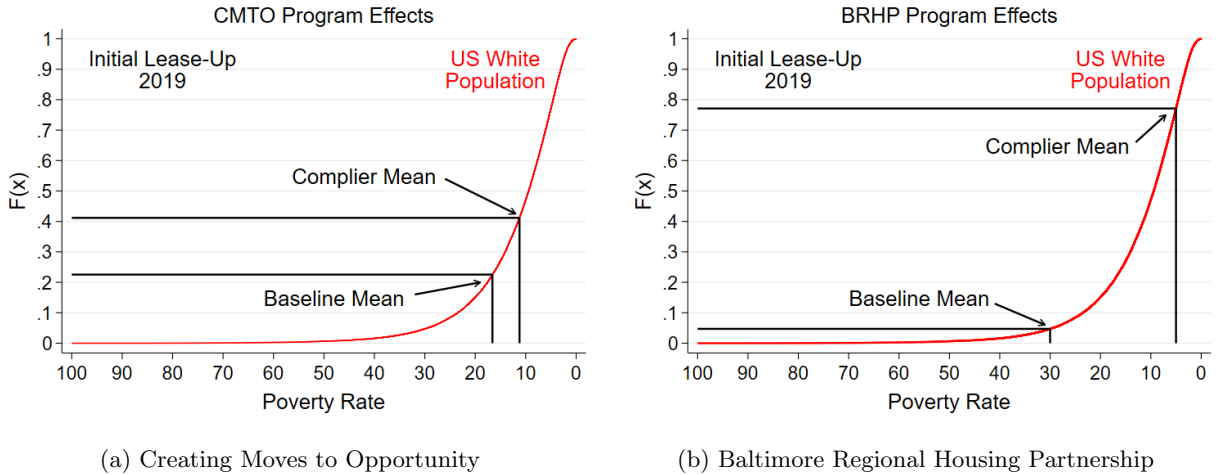 CMTO Program Effects
Initial Lease-Up
2019
US White
Population
Complier Mean
Baseline Mean
F(x)
1
.9
.8
.7
.6
.5
.4
.3
.2
.1
0
100 90 80 70 60 50 40 30 20 10 0
Poverty Rate
(a) Creating Moves to Opportunity
BRHP Program Effects
Initial Lease-Up
2019
US White
Population
Complier Mean
Baseline Mean
F(x)
1
.9
.8
.7
.6
.5
.4
.3
.2
.1
0
100 90 80 70 60 50 40 30 20 10 0
Poverty Rate
(b) Baltimore Regional Housing Partnership